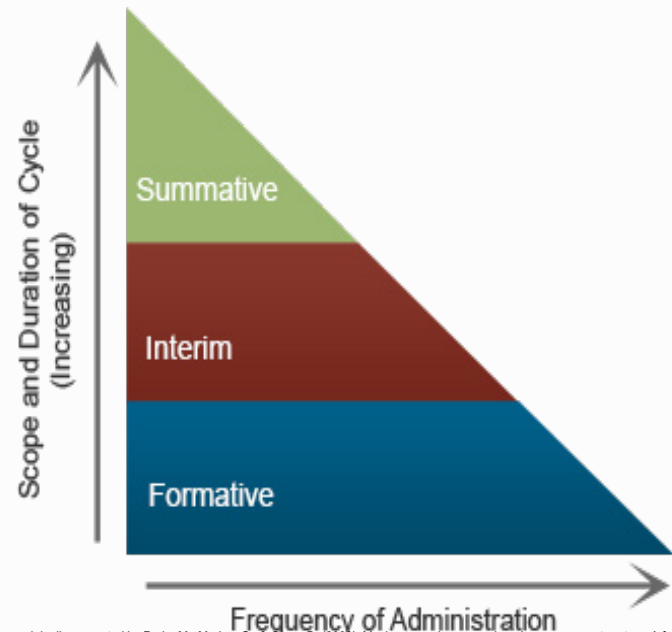 Scope and Duration of Cycle
(Increasing)
Summative
Interim
Formative
Frequency of Administration